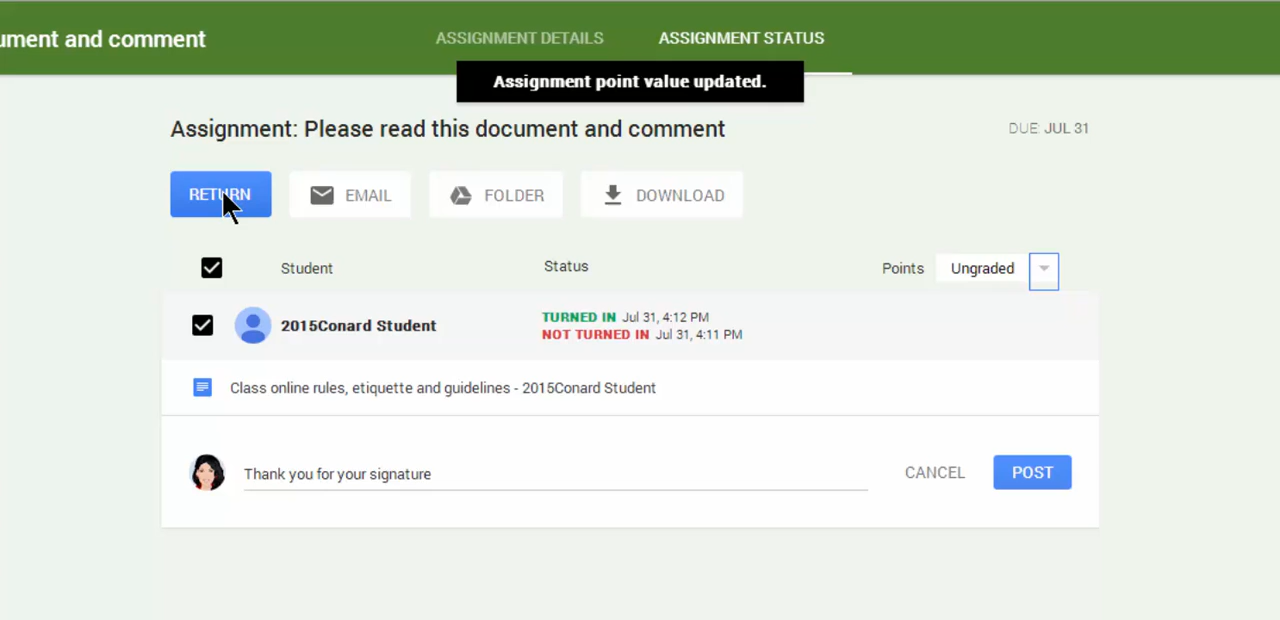 ument and comment
ASSIGNMENT DETAILS
ASSIGNMENT STATUS
Assignment point value updated.
Assignment: Please read this document and comment
DUE: JUL 31
RETURN
EMAIL
FOLDER
DOWNLOAD
Student
Status
Points
Ungraded
2015Conard Student
TURNED IN Jul 31, 4:12 PM
NOT TURNED IN Jul 31, 4:11 PM
Class online rules, etiquette and guidelines - 2015Conard Student
Thank you for your signature
CANCEL
POST